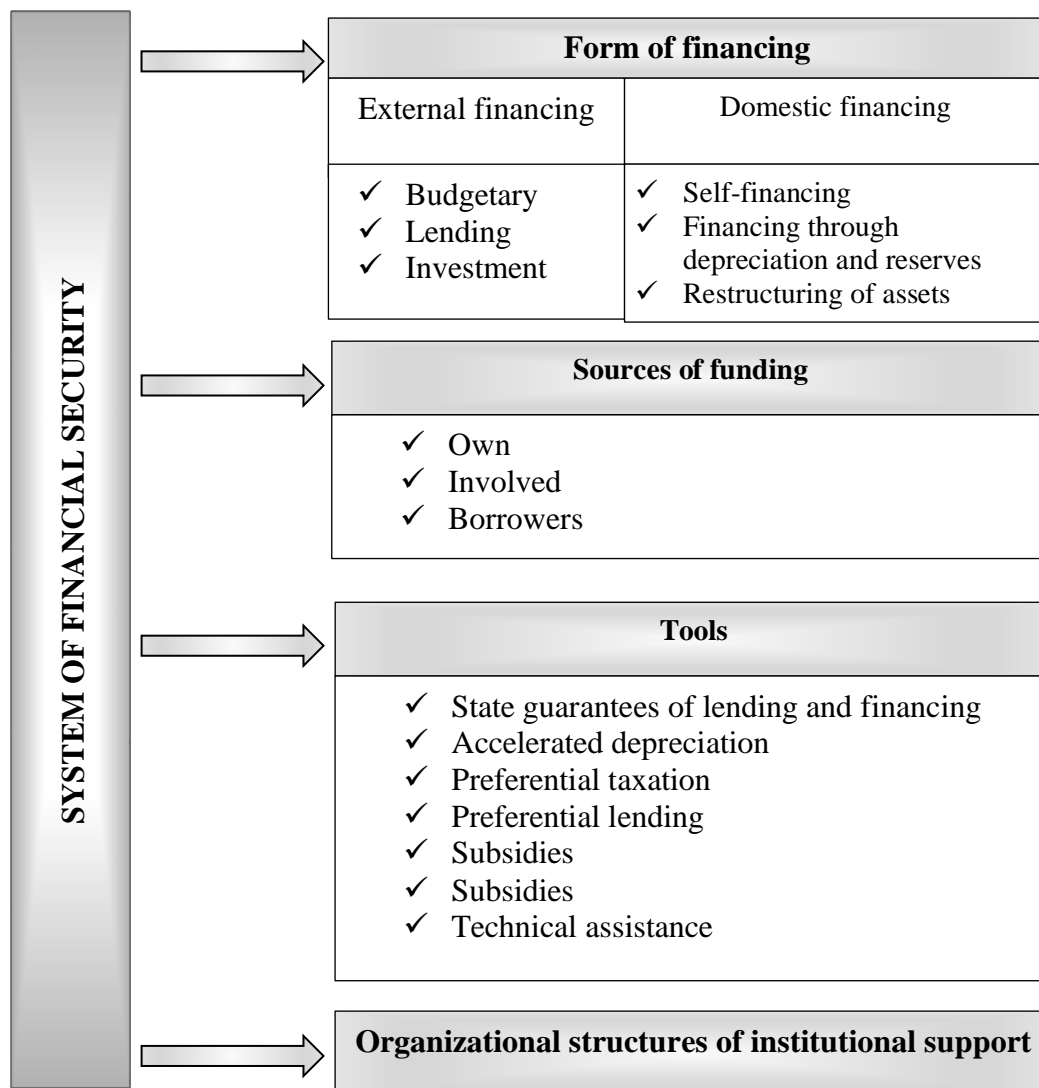 SYSTEM OF FINANCIAL SECURITY
Form of financing
External financing
Domestic financing
✓ Budgetary
✓ Lending
✓ Investment
✓ Self-financing
✓ Financing through
depreciation and reserves
✓ Restructuring of assets
Sources of funding
✓ Own
✓ Involved
✓ Borrowers
Tools
✓ State guarantees of lending and financing
✓ Accelerated depreciation
✓ Preferential taxation
✓ Preferential lending
✓ Subsidies
✓ Subsidies
✓ Technical assistance
Organizational structures of institutional support